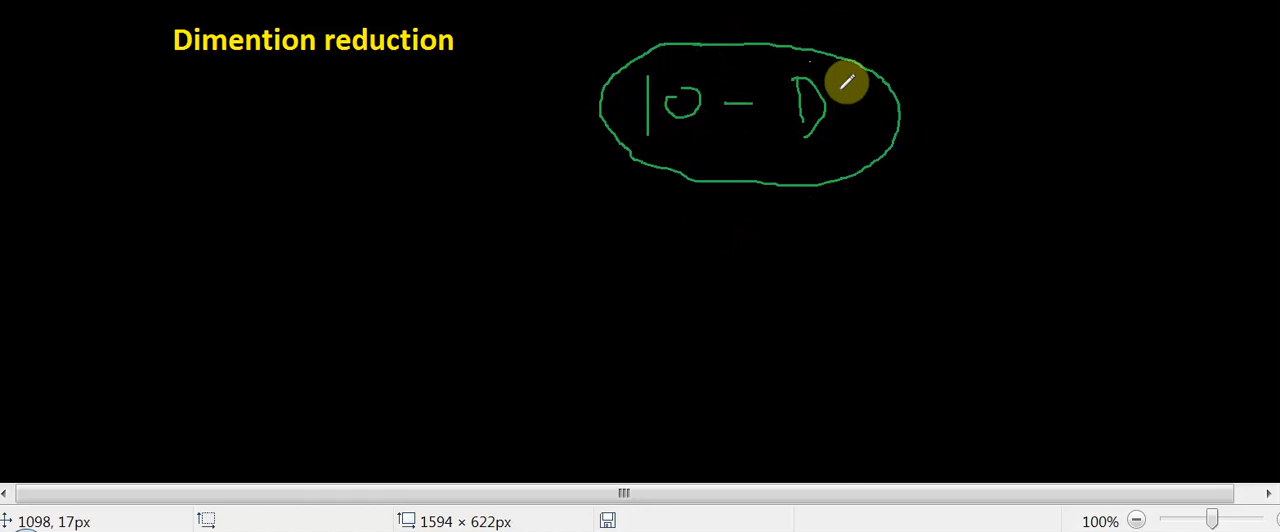 Dimention reduction
10 - D
1098, 17px
1594 × 622px
100%